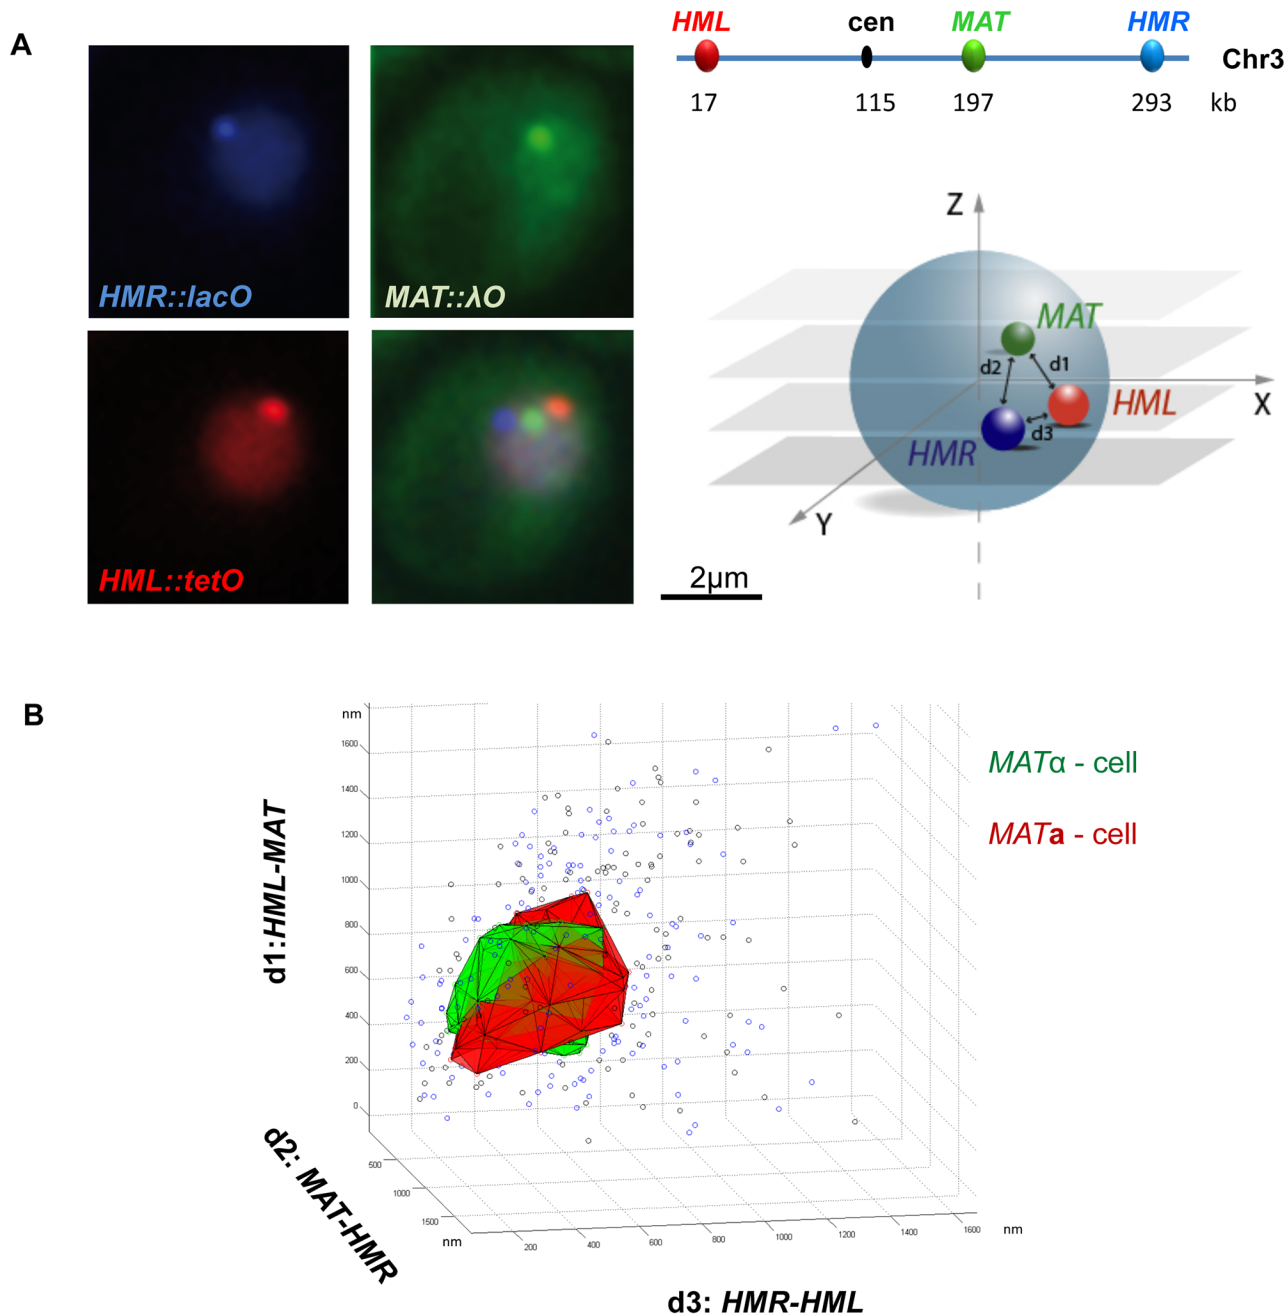 A
HML cen MAT HMR
Chr3
17 115 197 293 kb
HMR::lacO
MAT::λO
HML::tetO
Z
MAT
d2 d1
X
HML
d3
HMR
Y
2μm
B
nm
1600
1400
1200
1000
800
600
400
200
0
d1:HML-MAT
MATα - cell
MATa - cell
500
1000
1500
nm
d2: MAT-HMR
200 400 600 800 1000 1200 1400 1600 nm
d3: HMR-HML